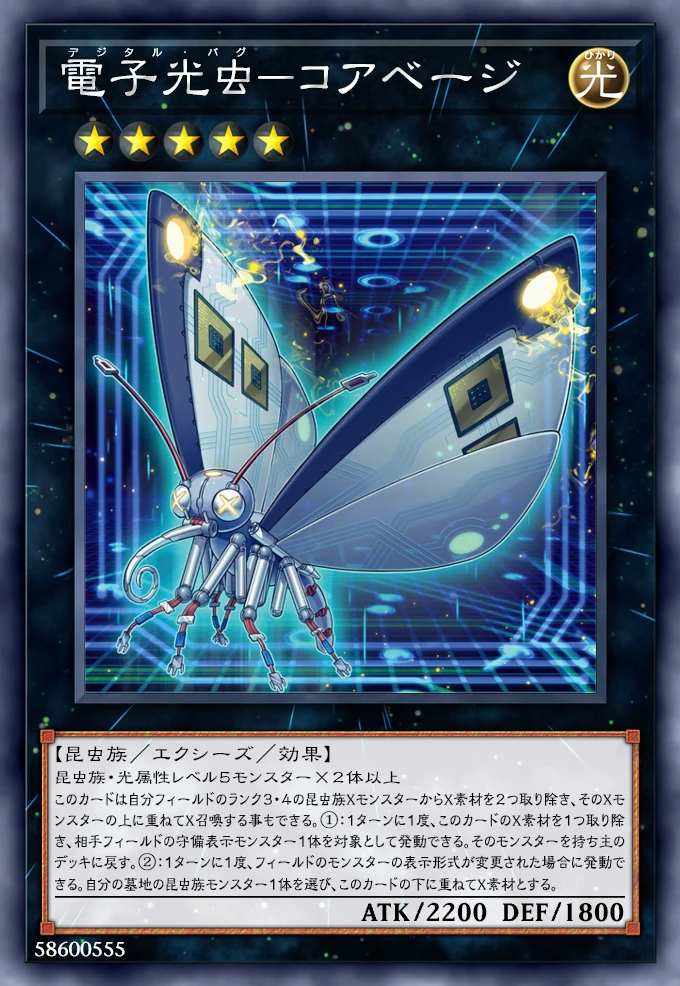 デジタル・バグ
電子光虫－コアベージ
ひかり
光
【昆虫族／エクシーズ／効果】
昆虫族・光属性レベル５モンスター×２体以上
このカードは自分フィールドのランク3・4の昆虫族XモンスターからX素材を2つ取り除き、そのXモ
ンスターの上に重ねてX召喚する事もできる。①：1ターンに1度、このカードのX素材を1つ取り除
き、相手フィールドの守備表示モンスター1体を対象として発動できる。そのモンスターを持ち主の
デッキに戻す。②：1ターンに1度、フィールドのモンスターの表示形式が変更された場合に発動で
きる。自分の墓地の昆虫族モンスター1体を選び、このカードの下に重ねてX素材とする。
ATK/2200 DEF/1800
58600555